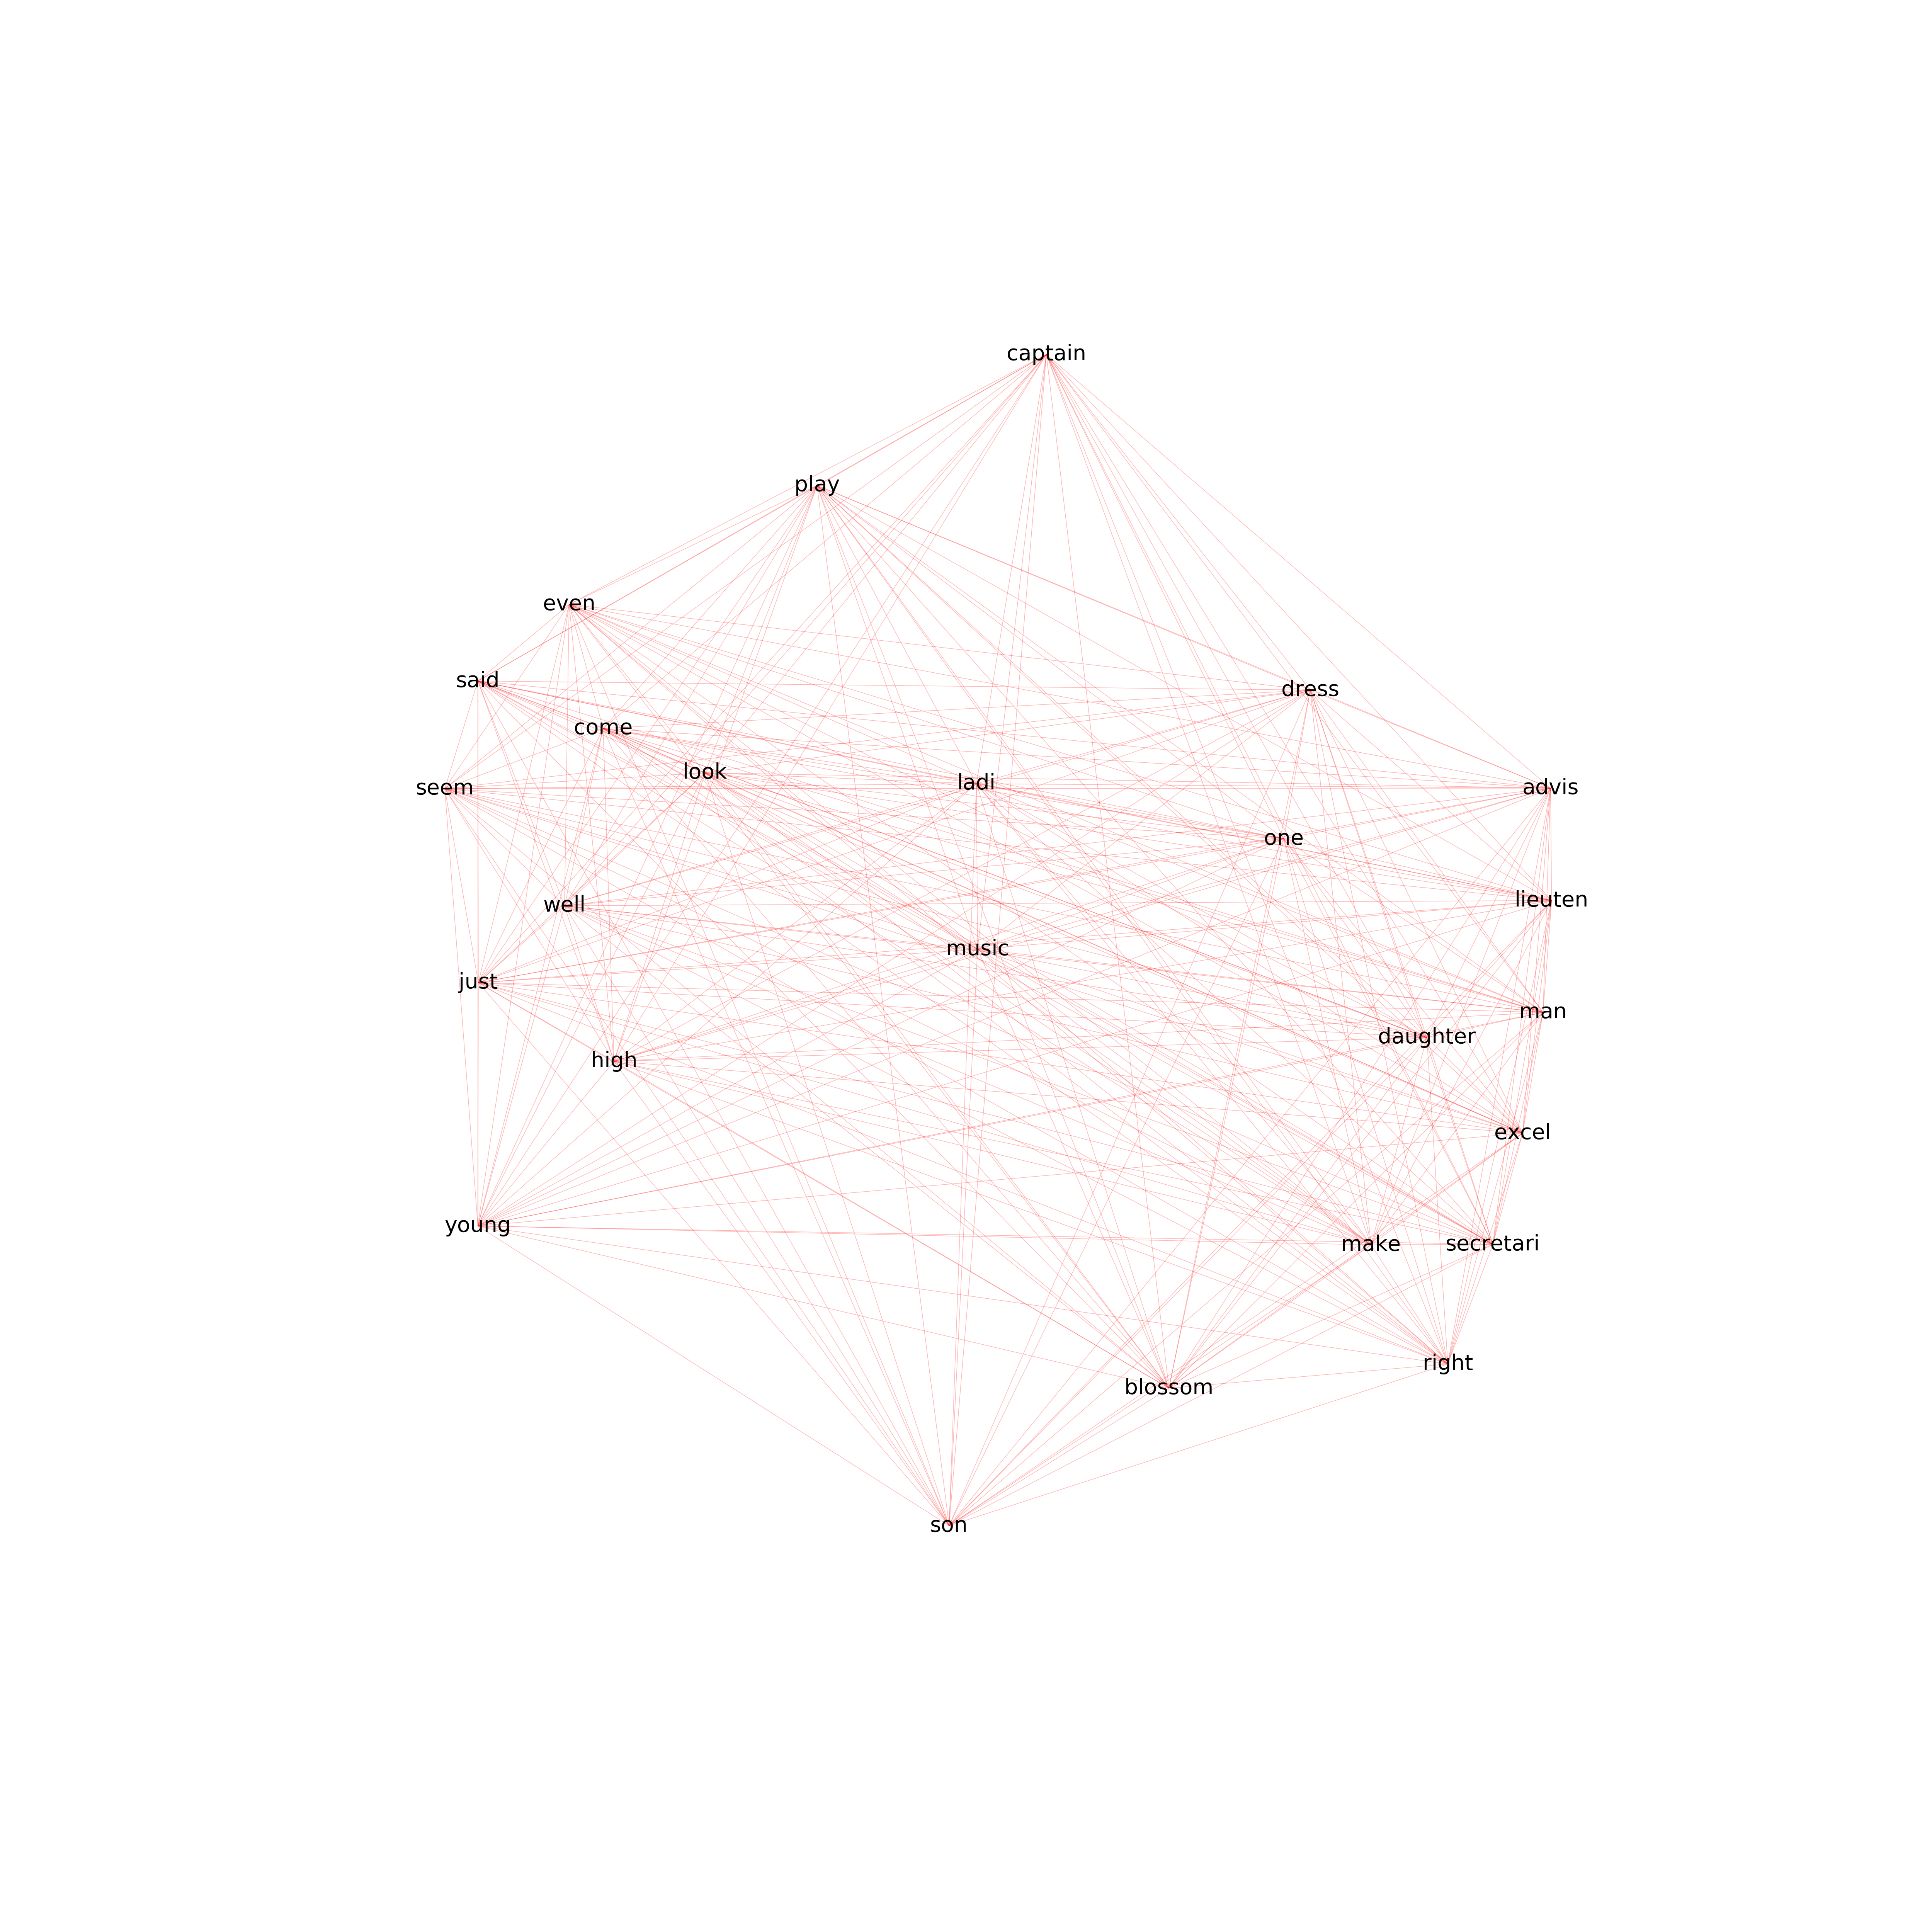 captain
play
even
said
dress
come
look
ladi
seem
advis
one
lieuten
well
music
just
man
daughter
high
excel
young
make
secretari
right
blossom
son